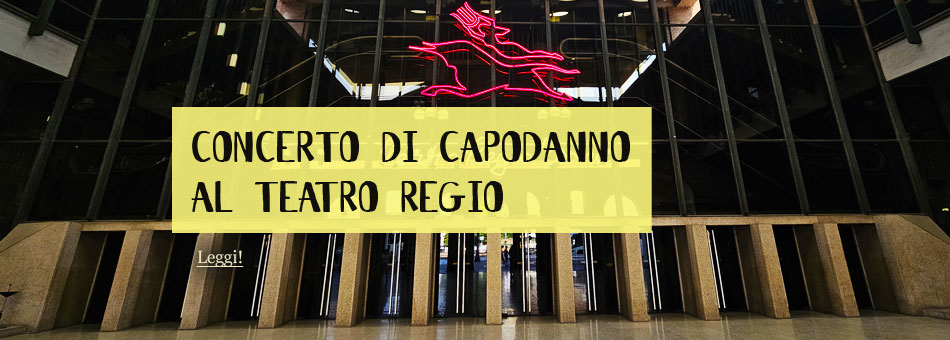 CONCERTO DI CAPODANNO
AL TEATRO REGIO
Leggi!